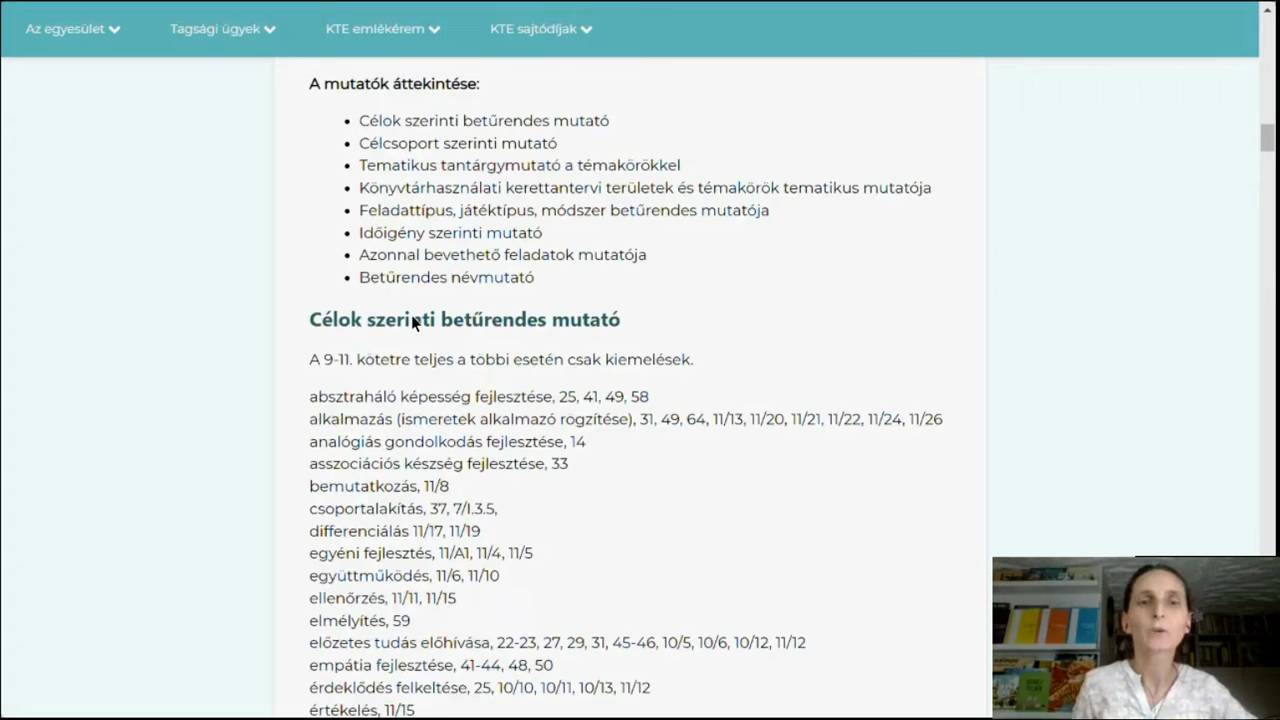 Az egyesület
Tagsági ügyek
KTE emlékérem
KTE sajtódíjak
A mutatók áttekintése:
• Célok szerinti betűrendes mutató
• Célcsoport szerinti mutató
• Tematikus tantárgymutató a témakörökkel
• Könyvtárhasználati kerettantervi területek és témakörök tematikus mutatója
• Feladattípus, játéktípus, módszer betűrendes mutatója
• Időigény szerinti mutató
• Azonnal bevethető feladatok mutatója
• Betűrendes névmutató
Célok szerinti betűrendes mutató
A 9-11. kötetre teljes a többi esetén csak kiemelések.
absztraháló képesség fejlesztése, 25, 41, 49, 58
alkalmazás (ismeretek alkalmazó rögzítése), 31, 49, 64, 11/13, 11/20, 11/21, 11/22, 11/24, 11/26
analógiás gondolkodás fejlesztése, 14
asszociációs készség fejlesztése, 33
bemutatkozás, 11/8
csoportalakítás, 37, 7/I.3.5,
differenciálás 11/17, 11/19
egyéni fejlesztés, 11/A1, 11/4, 11/5
együttműködés, 11/6, 11/10
ellenőrzés, 11/11, 11/15
elmélyítés, 59
előzetes tudás előhívása, 22-23, 27, 29, 31, 45-46, 10/5, 10/6, 10/12, 11/12
empátia fejlesztése, 41-44, 48, 50
érdeklődés felkeltése, 25, 10/10, 10/11, 10/13, 11/12
értékelés, 11/15